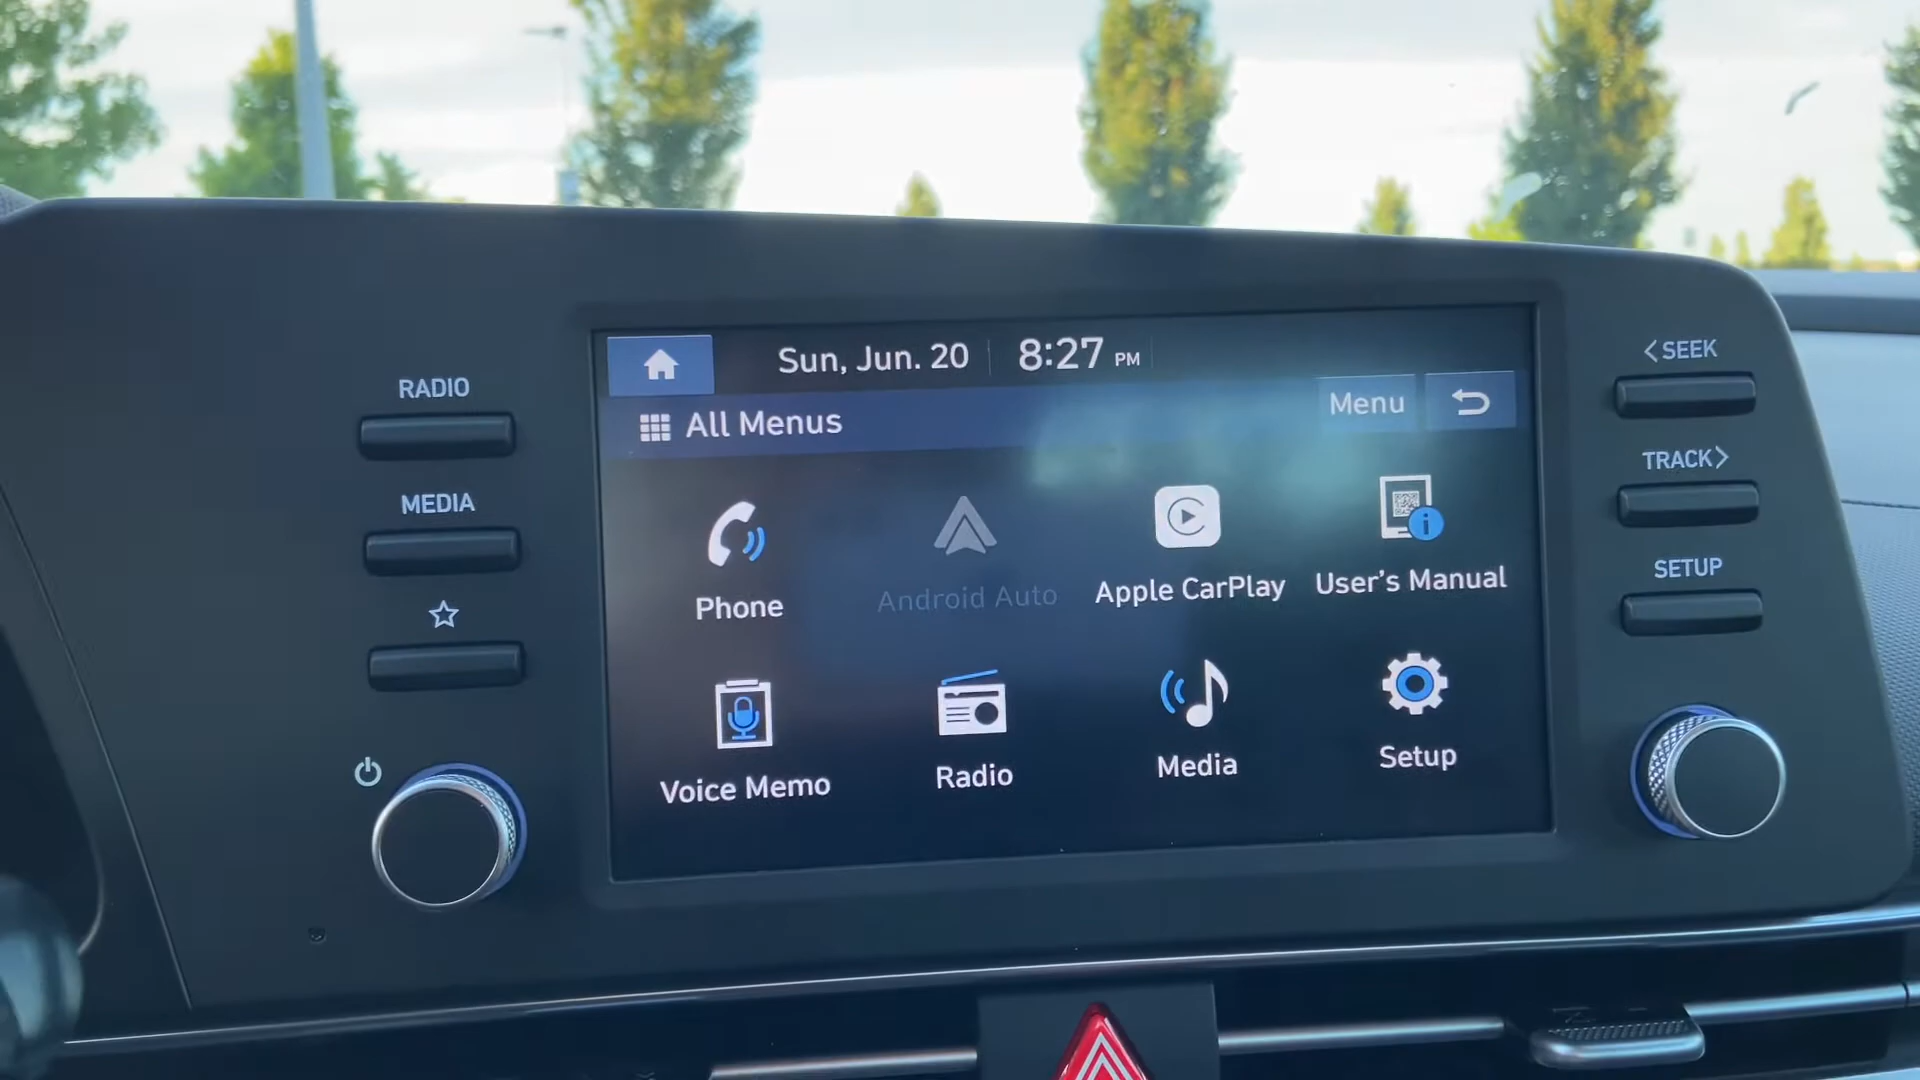 RADIO
MEDIA
Sun, Jun. 20
8:27 PM
All Menus
Menu
Phone
Android Auto
Apple CarPlay
User's Manual
Voice Memo
Radio
Media
Setup
<SEEK
TRACK>
SETUP